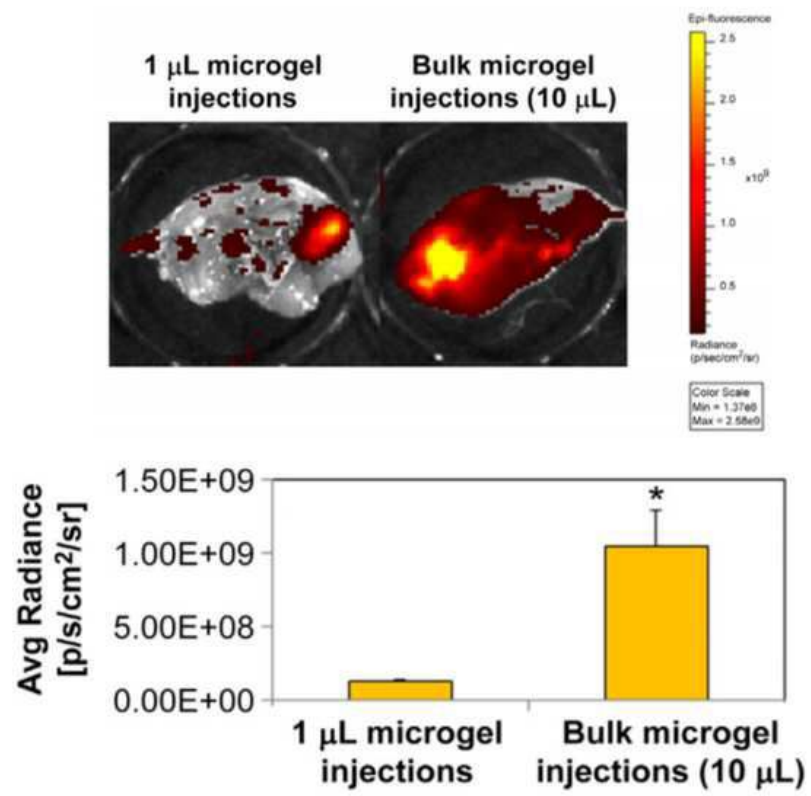 Epi-fluorescence
1 μL microgel
injections
Bulk microgel
injections (10 μL)
2.5
2.0
1.5
x10⁹
1.0
0.5
Radiance
(p/sec/cm²/sr)
Color Scale
Min = 1.37e8
Max = 2.58e9
Avg Radiance
[p/s/cm²/sr]
1.50E+09
1.00E+09
5.00E+08
0.00E+00
*
1 μL microgel
injections
Bulk microgel
injections (10 μL)